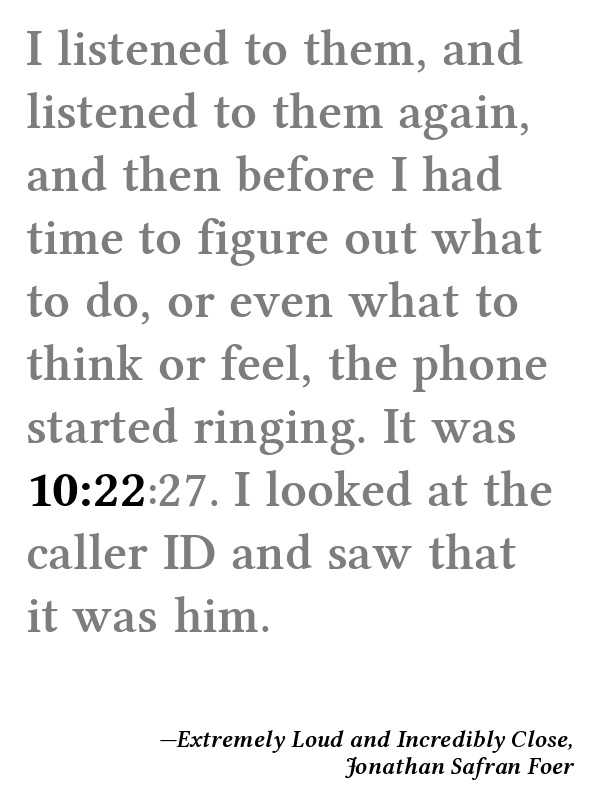 I listened to them, and
listened to them again,
and then before I had
time to figure out what
to do, or even what to
think or feel, the phone
started ringing. It was
10:22:27. I looked at the
caller ID and saw that
it was him.
—Extremely Loud and Incredibly Close,
Jonathan Safran Foer